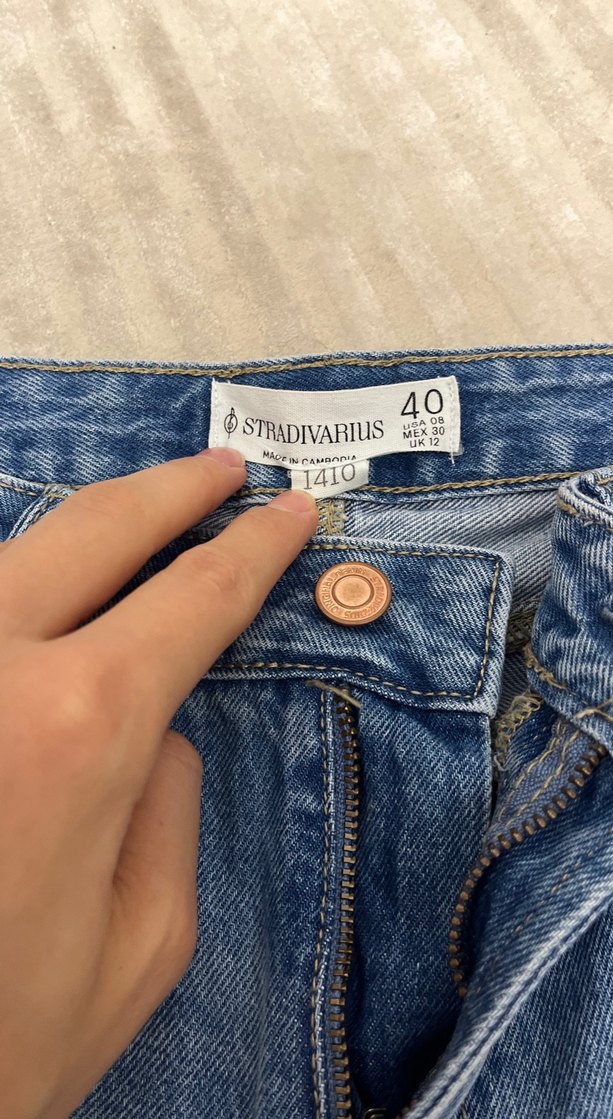 STRADIVARIUS
40
USA 08
MEX 30
UK 12
MADE IN CAMBODIA
1410